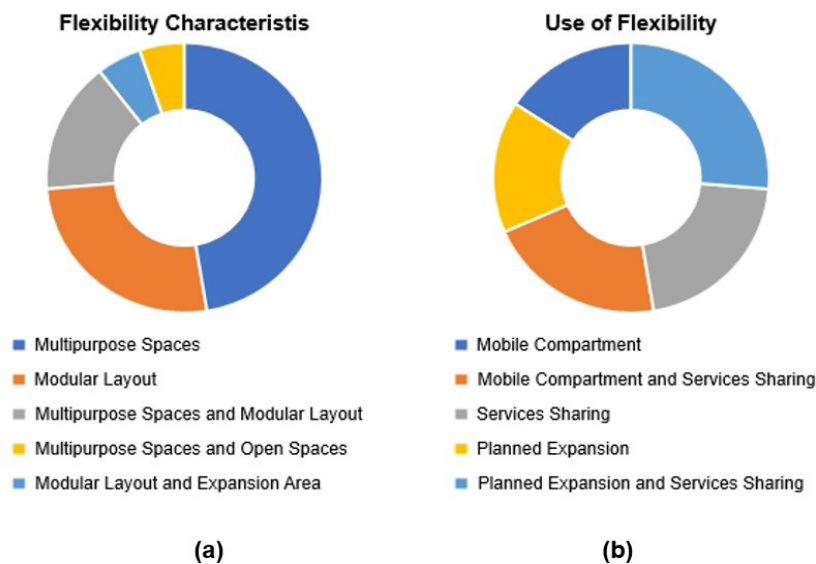 Flexibility Characteristis
Multipurpose Spaces
Modular Layout
Multipurpose Spaces and Modular Layout
Multipurpose Spaces and Open Spaces
Modular Layout and Expansion Area
(a)
Use of Flexibility
Mobile Compartment
Mobile Compartment and Services Sharing
Services Sharing
Planned Expansion
Planned Expansion and Services Sharing
(b)